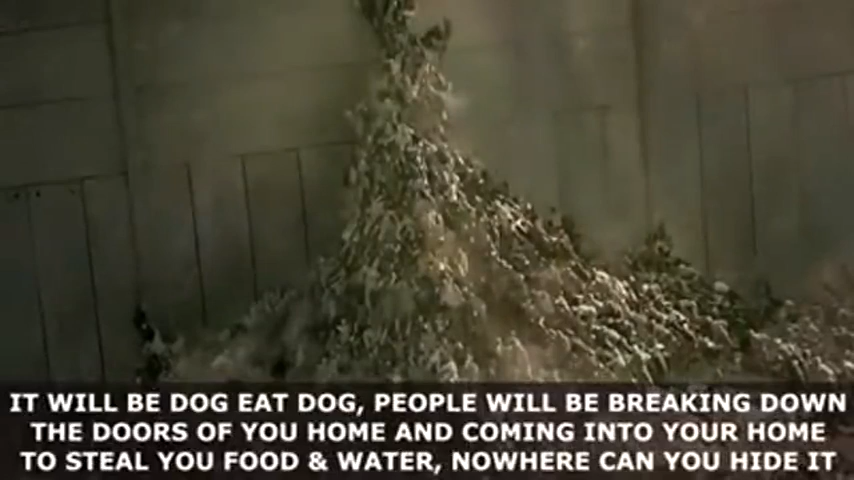 IT WILL BE DOG EAT DOG, PEOPLE WILL BE BREAKING DOWN
THE DOORS OF YOU HOME AND COMING INTO YOUR HOME
TO STEAL YOU FOOD & WATER, NOWHERE CAN YOU HIDE IT